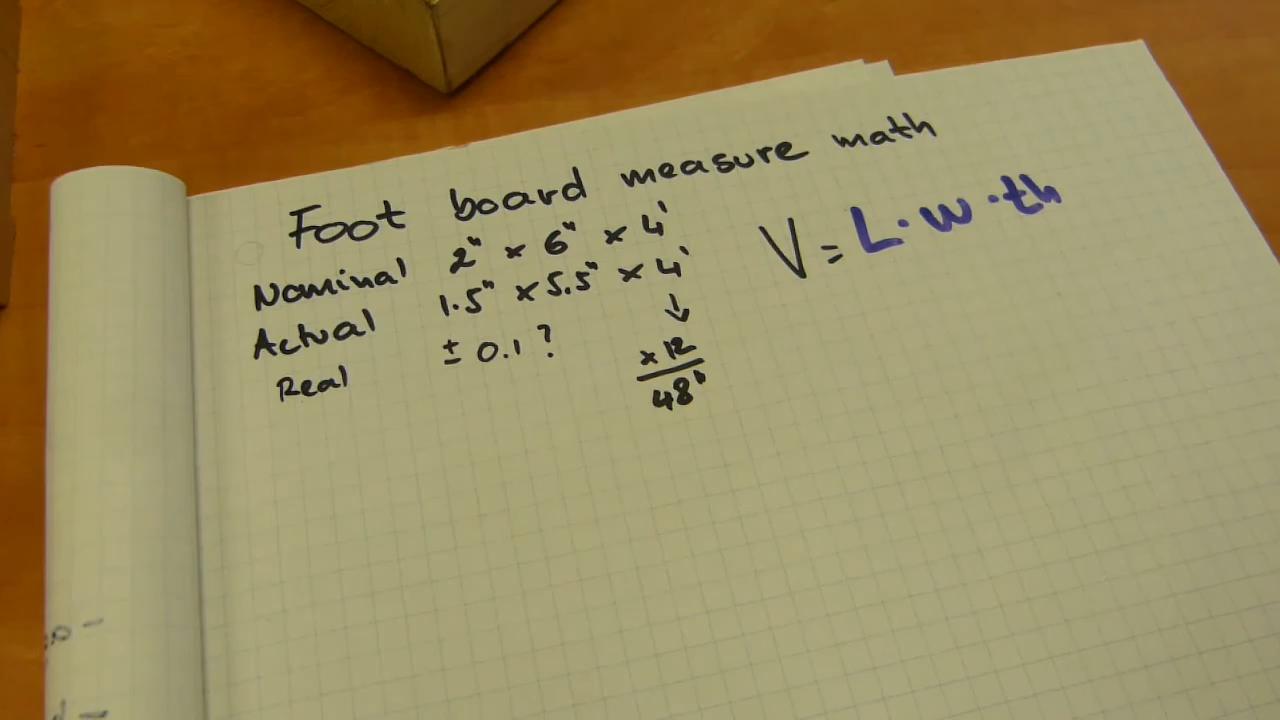 Foot board measure math
Nominal 2" x 6" x 4'
Actual 1.5" x 5.5" x 4'
↓
Real ± 0.1?
x 12
48"
V = L · w · th